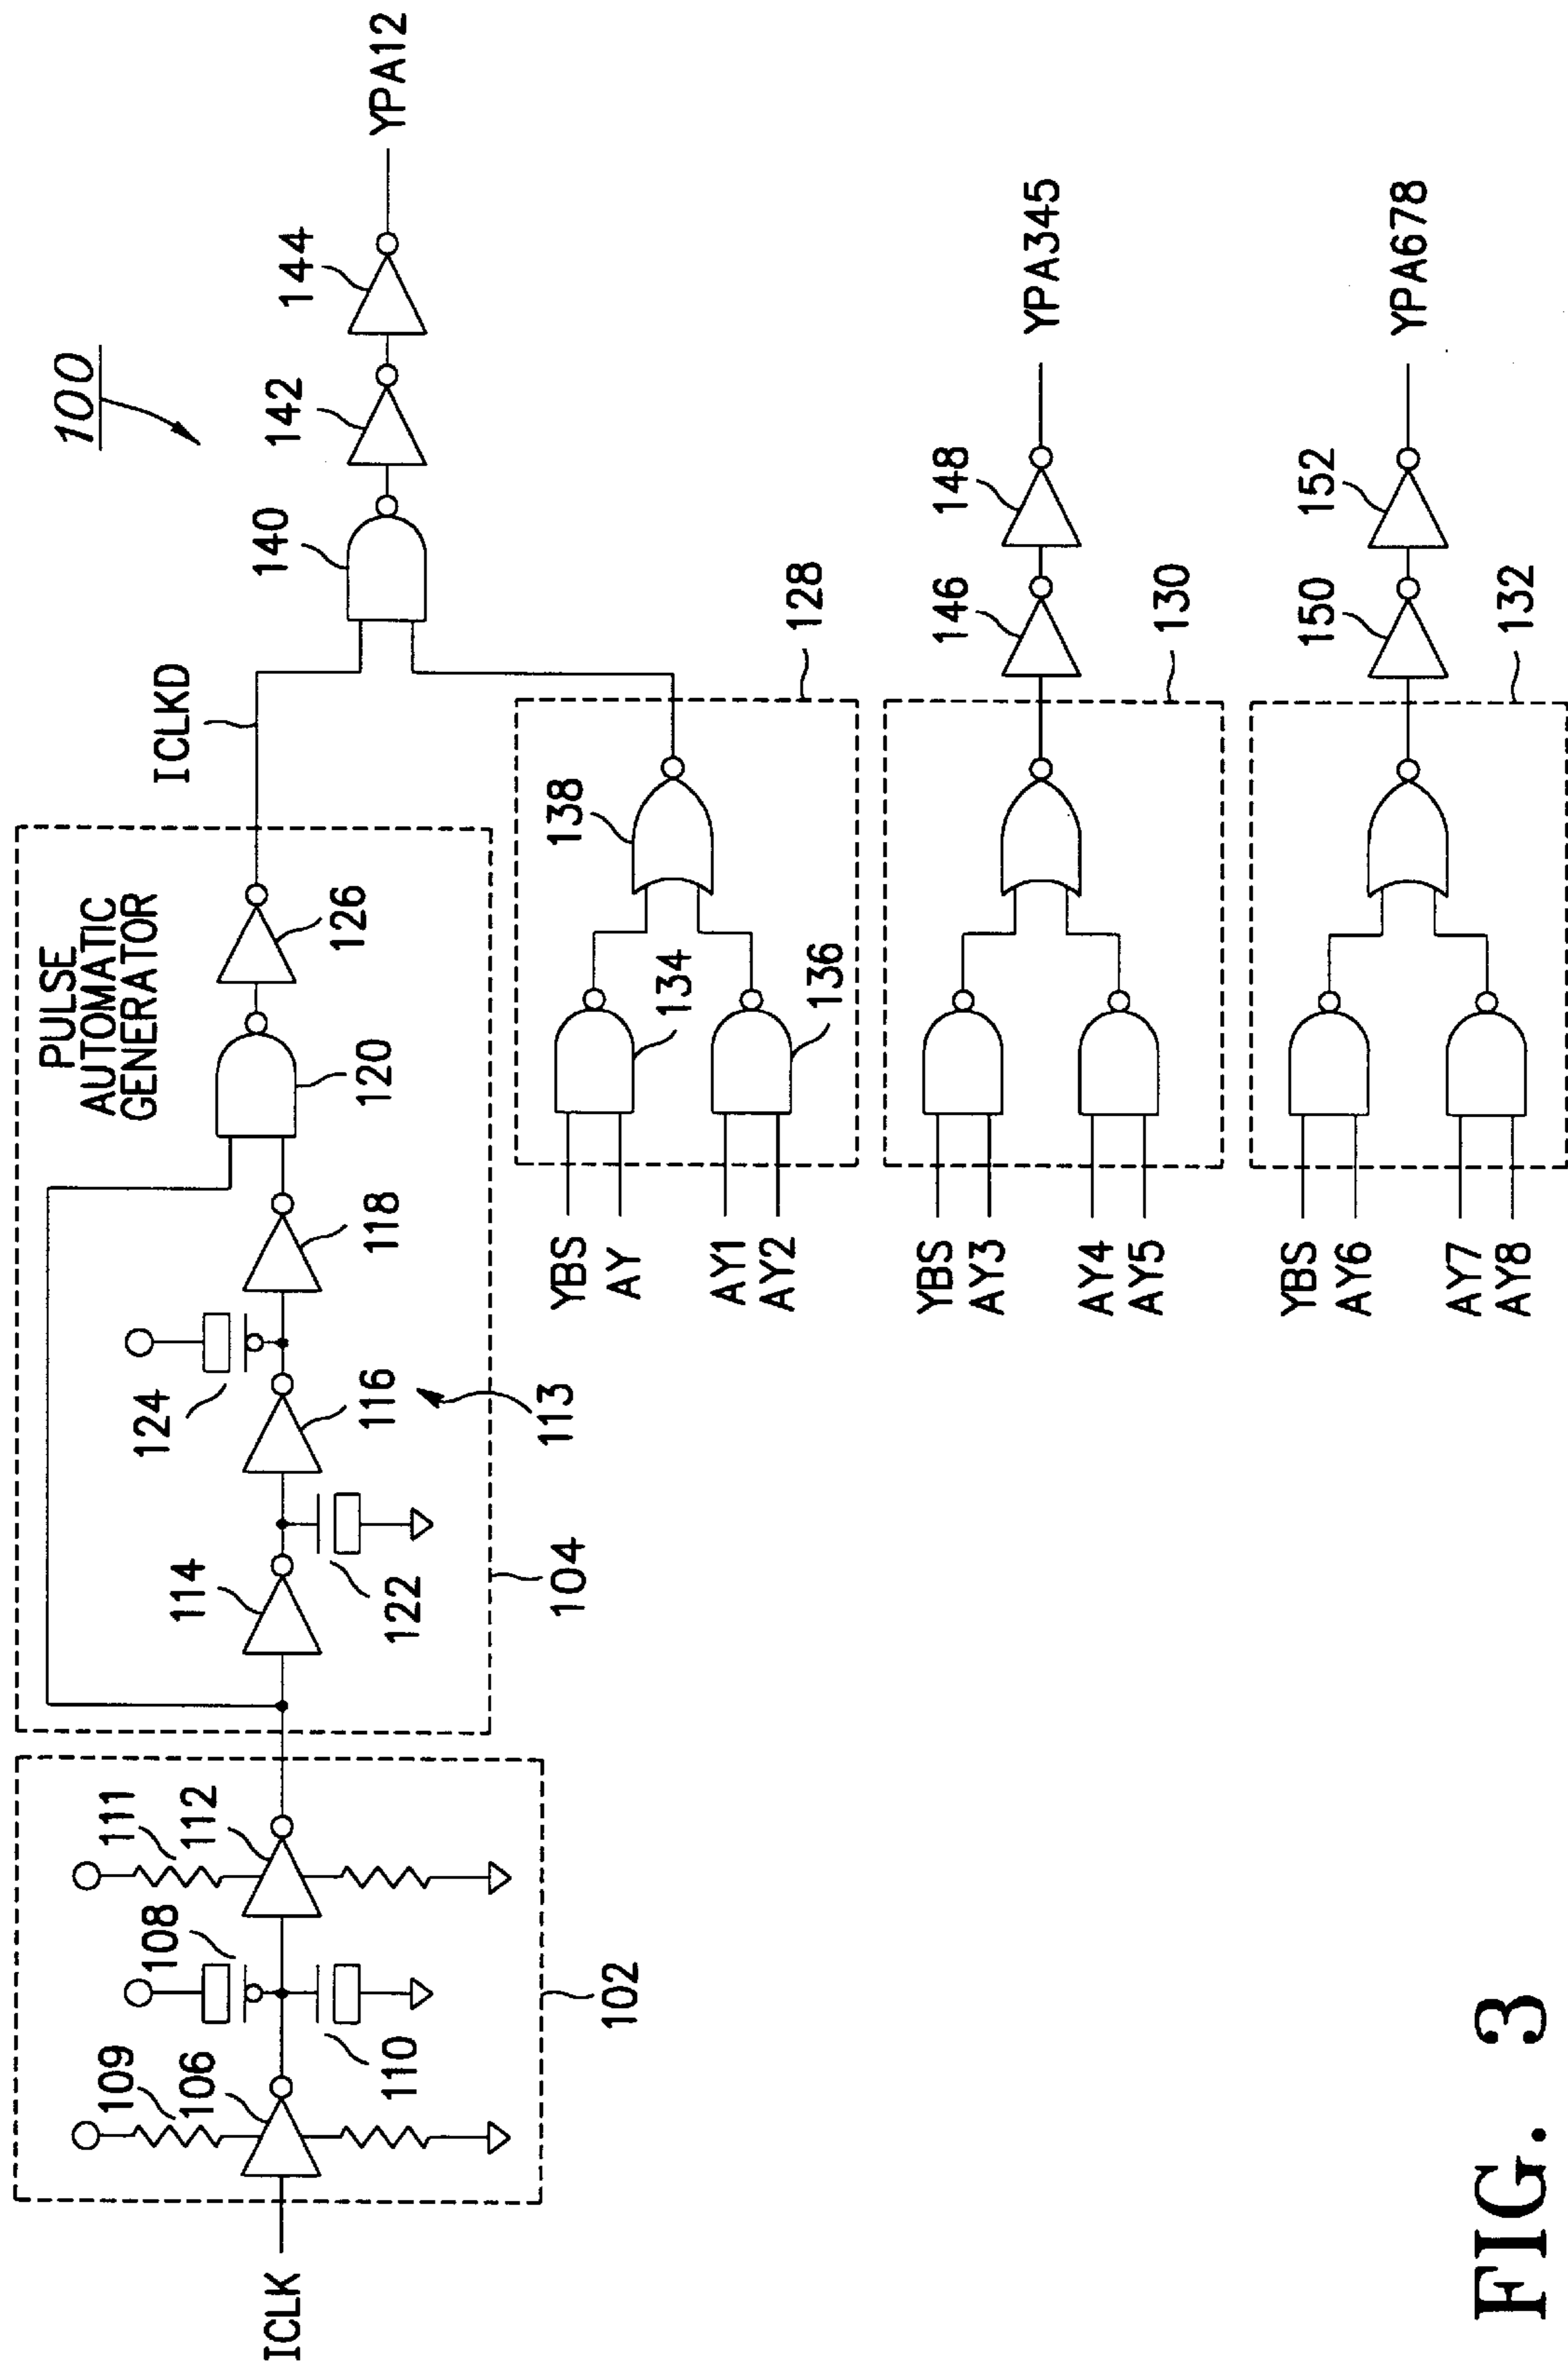 100
ICLK
109
106
108
110
111
112
102
PULSE
AUTOMATIC
GENERATOR
114
122
116
124
118
120
126
113
104
ICLKD
140
142
144
YPA12
YBS
AY
AY1
AY2
134
136
138
128
YBS
AY3
AY4
AY5
130
146
148
YPA345
YBS
AY6
AY7
AY8
132
150
152
YPA678
FIG. 3